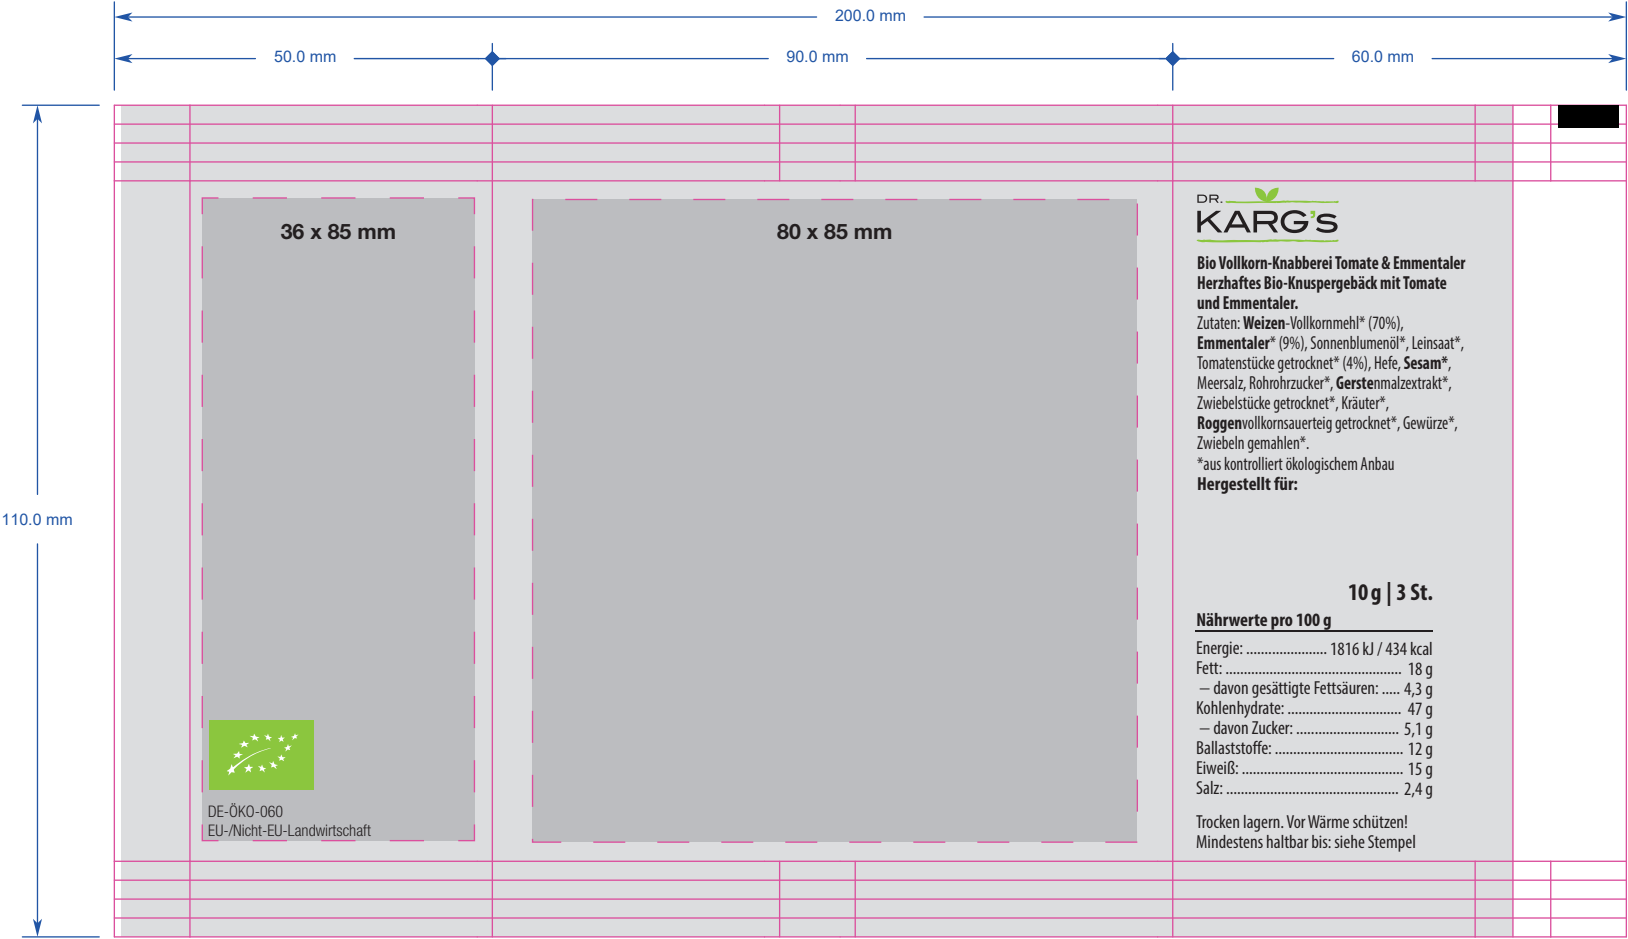 200.0 mm
50.0 mm
90.0 mm
60.0 mm
110.0 mm
36 x 85 mm
80 x 85 mm
DE-ÖKO-060
EU-/Nicht-EU-Landwirtschaft
DR.
KARG's
Bio Vollkorn-Knabberei Tomate & Emmentaler
Herzhaftes Bio-Knuspergebäck mit Tomate
und Emmentaler.
Zutaten: Weizen-Vollkornmehl* (70%),
Emmentaler* (9%), Sonnenblumenöl*, Leinsaat*,
Tomatenstücke getrocknet* (4%), Hefe, Sesam*,
Meersalz, Rohrohrzucker*, Gerstenmalzextrakt*,
Zwiebelstücke getrocknet*, Kräuter*,
Roggenvollkornsauerteig getrocknet*, Gewürze*,
Zwiebeln gemahlen*.
*aus kontrolliert ökologischem Anbau
Hergestellt für:
10 g | 3 St.
Nährwerte pro 100 g
Energie: ...................... 1816 kJ / 434 kcal
Fett: ................................................ 18 g
– davon gesättigte Fettsäuren: ..... 4,3 g
Kohlenhydrate: ............................... 47 g
– davon Zucker: ............................ 5,1 g
Ballaststoffe: ................................... 12 g
Eiweiß: ............................................ 15 g
Salz: ............................................... 2,4 g
Trocken lagern. Vor Wärme schützen!
Mindestens haltbar bis: siehe Stempel